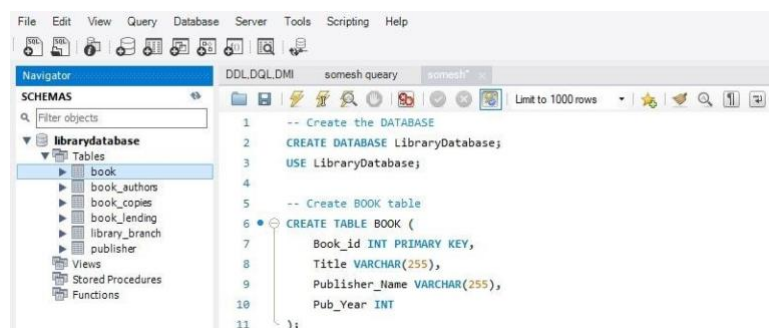 File Edit View Query Database Server Tools Scripting Help
Navigator
SCHEMAS
Filter objects
librarydatabase
Tables
book
book_authors
book_copies
book_lending
library_branch
publisher
Views
Stored Procedures
Functions
DDL,DQL,DMl somesh queary somesh*
Limit to 1000 rows
1 -- Create the DATABASE
2 CREATE DATABASE LibraryDatabase;
3 USE LibraryDatabase;
4
5 -- Create BOOK table
6 CREATE TABLE BOOK (
7 Book_id INT PRIMARY KEY,
8 Title VARCHAR(255),
9 Publisher_Name VARCHAR(255),
10 Pub_Year INT
11 );